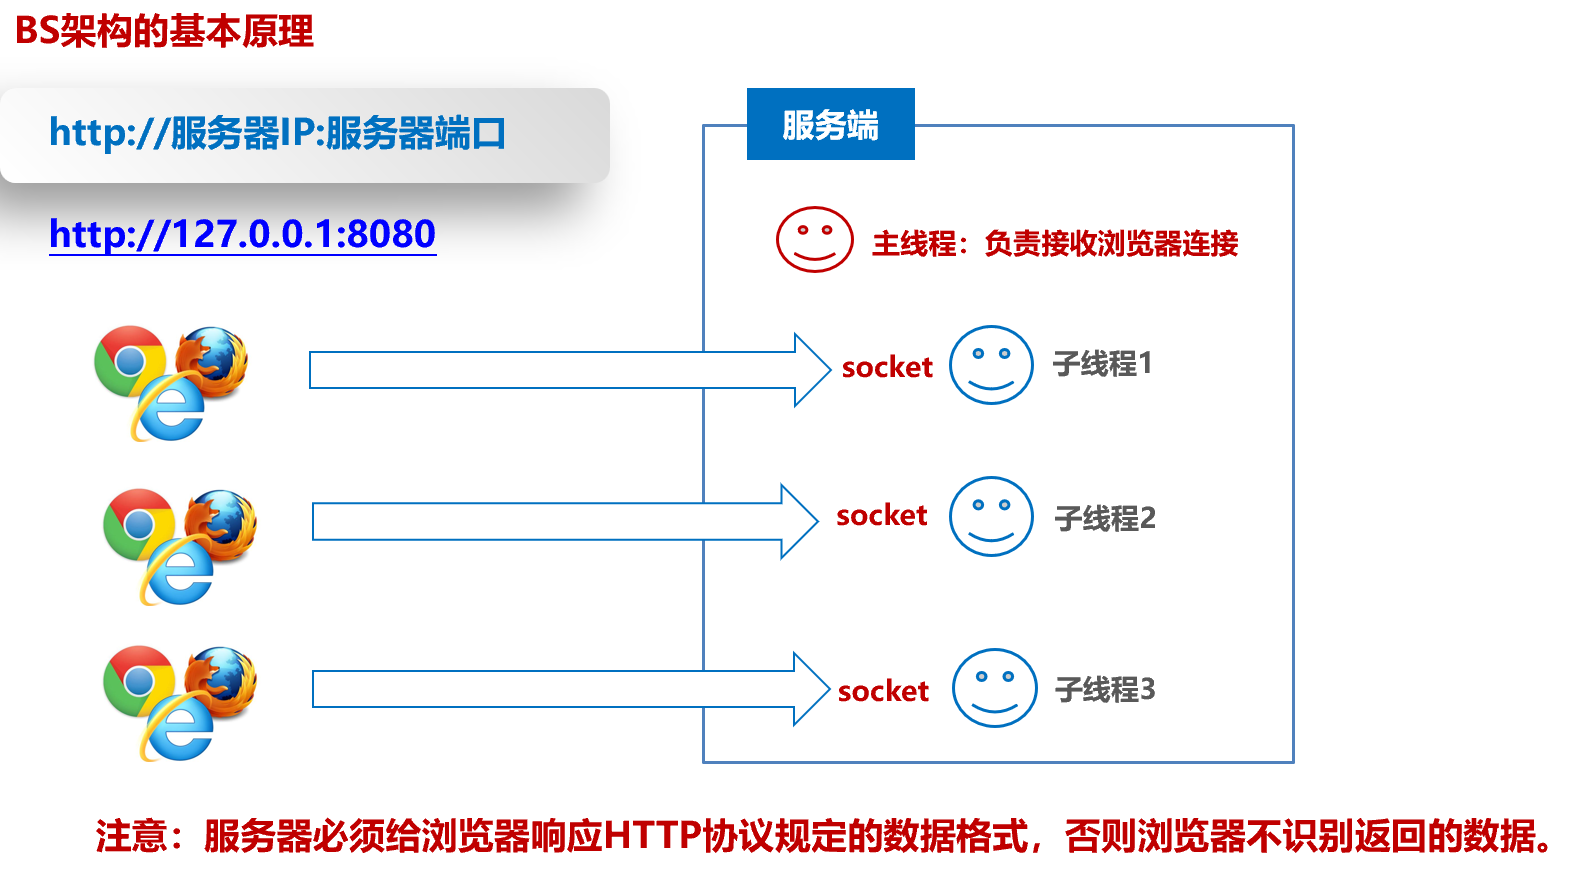 BS架构的基本原理
http://服务器IP:服务器端口
服务端
http://127.0.0.1:8080
主线程：负责接收浏览器连接
socket 子线程1
socket 子线程2
socket 子线程3
注意：服务器必须给浏览器响应HTTP协议规定的数据格式，否则浏览器不识别返回的数据。